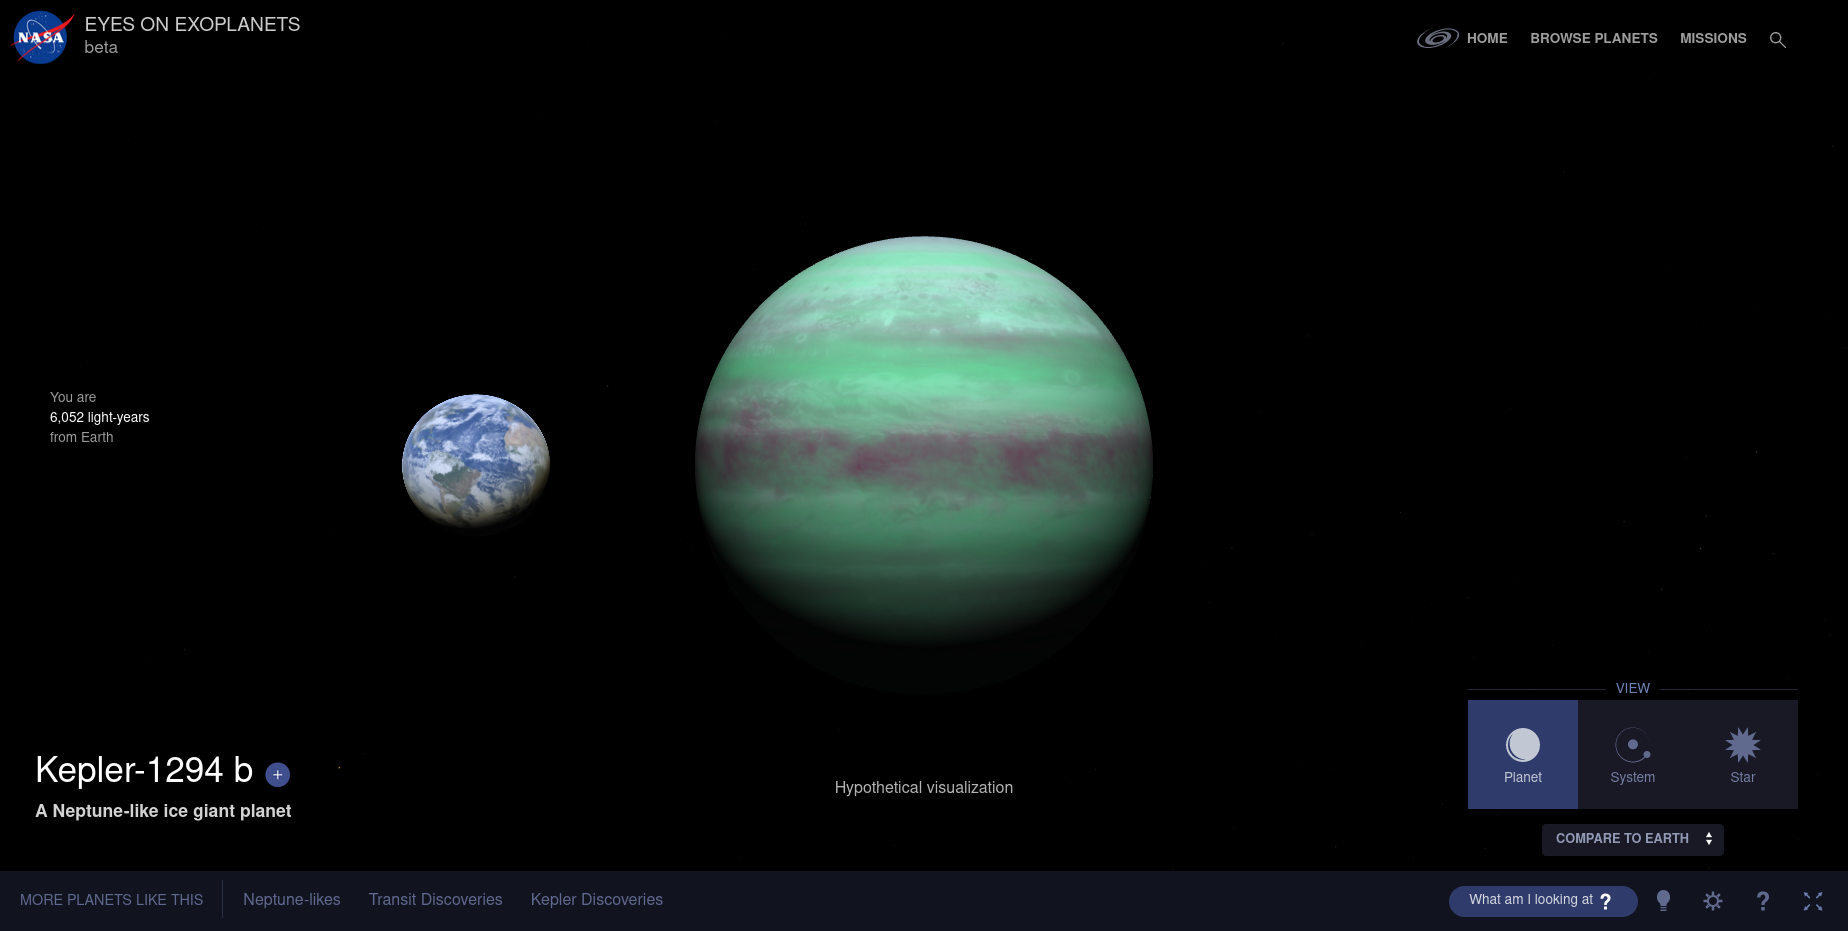 NASA
EYES ON EXOPLANETS
beta
HOME BROWSE PLANETS MISSIONS
You are
6,052 light-years
from Earth
Kepler-1294 b +
A Neptune-like ice giant planet
Hypothetical visualization
VIEW
Planet System Star
COMPARE TO EARTH
MORE PLANETS LIKE THIS Neptune-likes Transit Discoveries Kepler Discoveries
What am I looking at ? ?